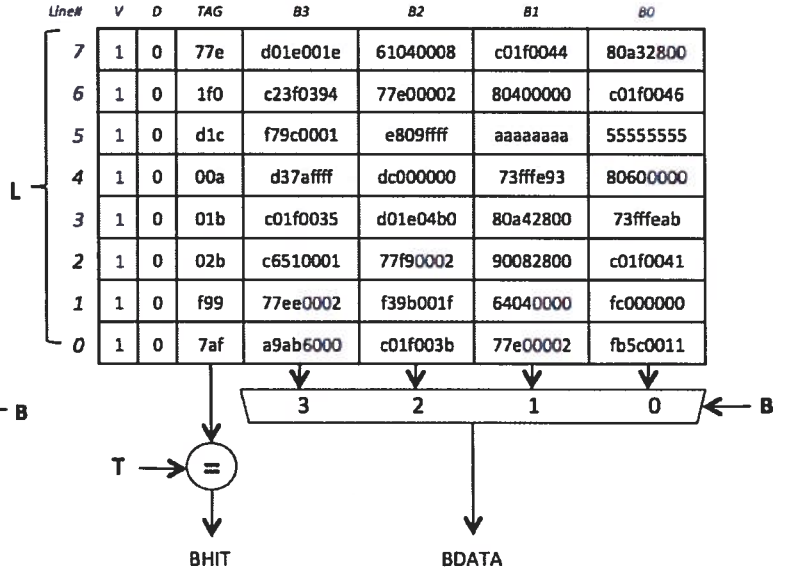 Line# V D TAG B3 B2 B1 B0
7 1 0 77e d01e001e 61040008 c01f0044 80a32800
6 1 0 1f0 c23f0394 77e00002 80400000 c01f0046
5 1 0 d1c f79c0001 e809ffff aaaaaaaa 55555555
L 4 1 0 00a d37affff dc000000 73fffe93 80600000
3 1 0 01b c01f0035 d01e04b0 80a42800 73fffeab
2 1 0 02b c6510001 77f90002 90082800 c01f0041
1 1 0 f99 77ee0002 f39b001f 64040000 fc000000
0 1 0 7af a9ab6000 c01f003b 77e00002 fb5c0011
B 3 2 1 0 B
T =
BHIT BDATA